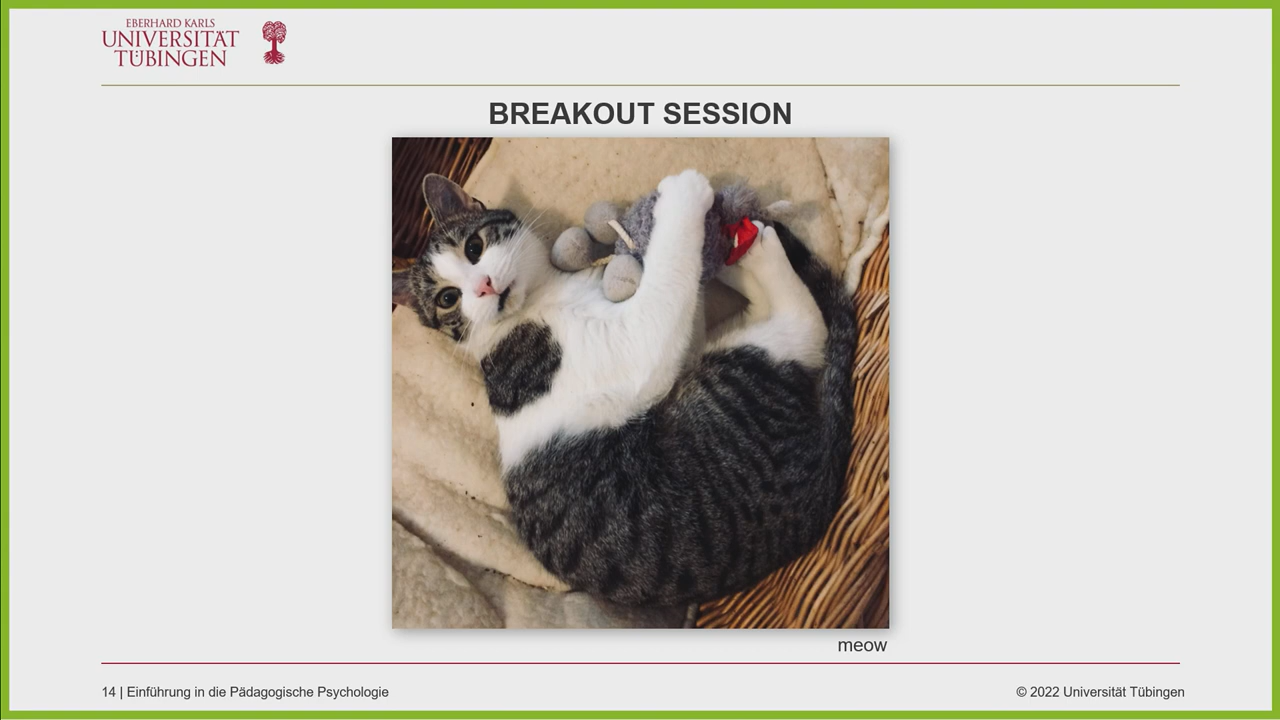 EBERHARD KARLS
UNIVERSITÄT
TÜBINGEN
BREAKOUT SESSION
meow
14 | Einführung in die Pädagogische Psychologie
© 2022 Universität Tübingen